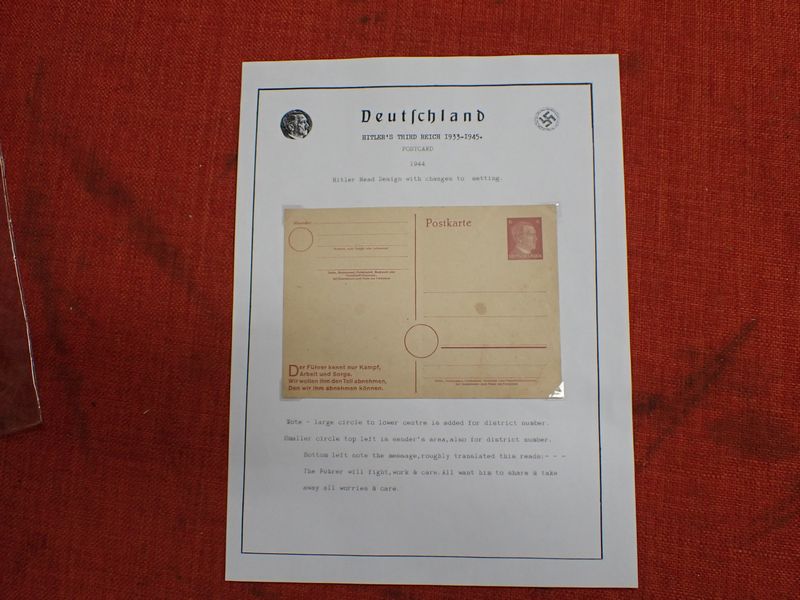 Deutſchland
HITLER'S THIRD REICH 1933-1945.
POSTCARD
1944
Hitler Head Design with changes to setting.
Absender
Postkarte
Der Führer kennt nur Kampf,
Arbeit und Sorge.
Wir wollen ihm den Teil abnehmen,
Den wir ihm abnehmen können.
Note - large circle to lower centre is added for district number.
Smaller circle top left in sender's area,also for district number.
Bottom left note the message,roughly translated this reads:- - -
The Fuhrer will fight,work & care.All want him to share & take
away all worries & care.